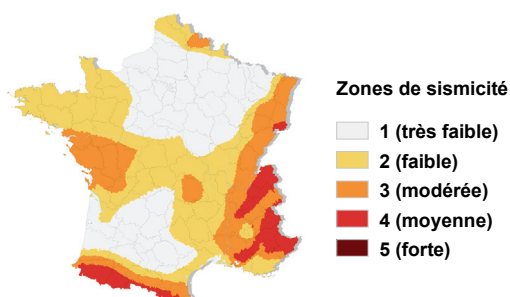 Zones de sismicité
1 (très faible)
2 (faible)
3 (modérée)
4 (moyenne)
5 (forte)